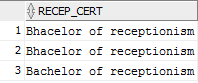 RECEP_CERT
1 Bhacelor of receptionism
2 Bhacelor of receptionism
3 Bachelor of receptionism